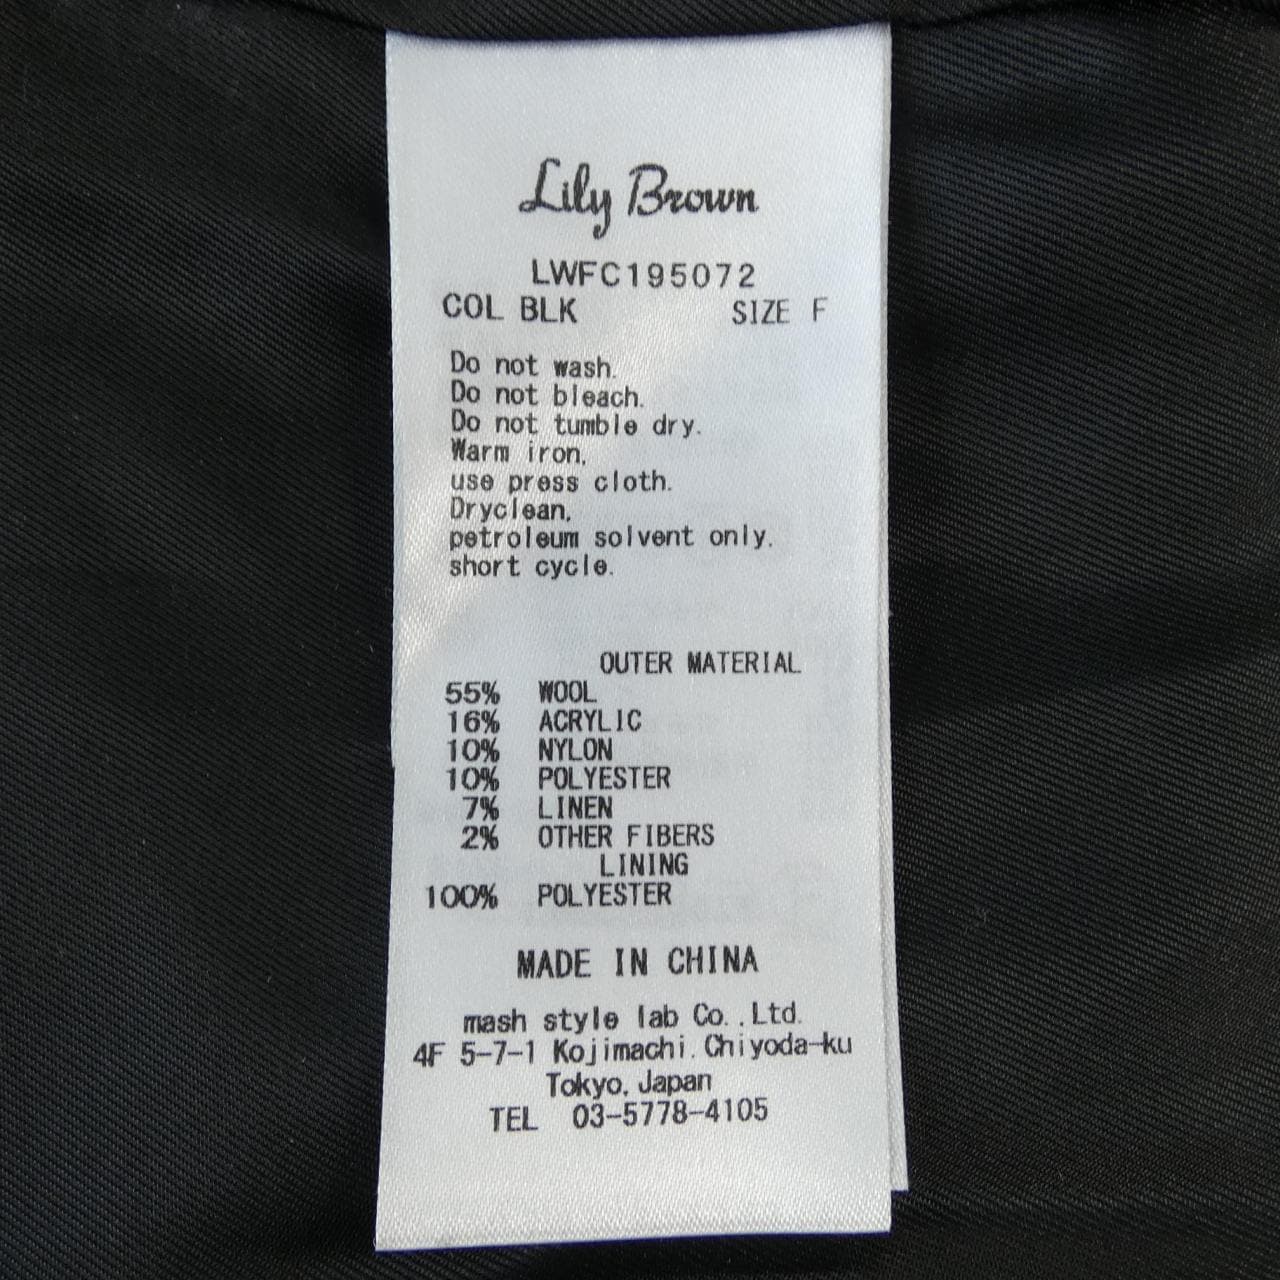 Lily Brown
LWFC195072
COL BLK SIZE F
Do not wash.
Do not bleach.
Do not tumble dry.
Warm iron,
use press cloth.
Dryclean,
petroleum solvent only.
short cycle.
OUTER MATERIAL
55% WOOL
16% ACRYLIC
10% NYLON
10% POLYESTER
7% LINEN
2% OTHER FIBERS
LINING
100% POLYESTER
MADE IN CHINA
mash style lab Co.,Ltd.
4F 5-7-1 Kojimachi.Chiyoda-ku
Tokyo, Japan
TEL 03-5778-4105